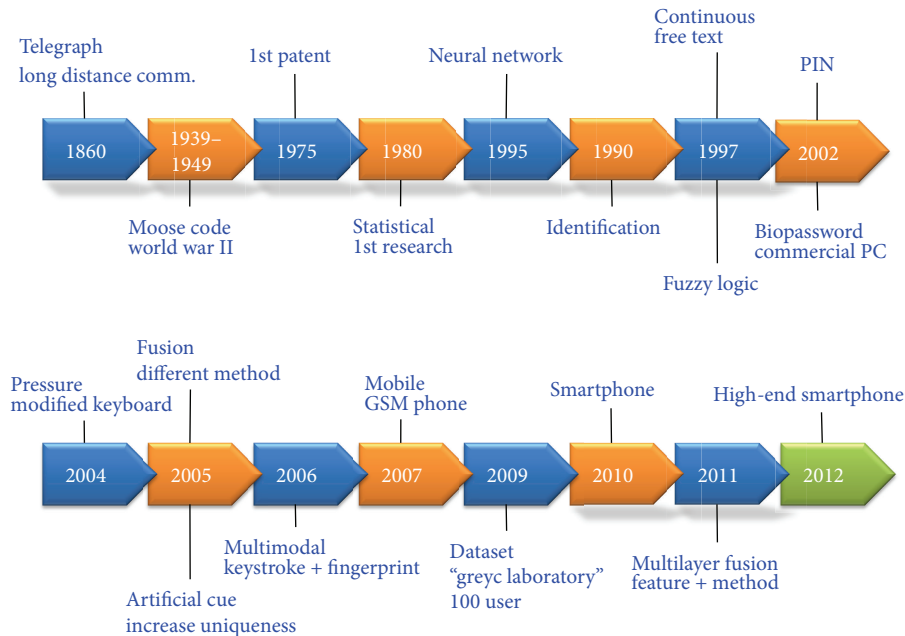 Telegraph
long distance comm.
1st patent
Neural network
Continuous
free text
PIN
1860
1939–
1949
1975
1980
1995
1990
1997
2002
Moose code
world war II
Statistical
1st research
Identification
Fuzzy logic
Biopassword
commercial PC
Pressure
modified keyboard
Fusion
different method
Mobile
GSM phone
Smartphone
High-end smartphone
2004
2005
2006
2007
2009
2010
2011
2012
Artificial cue
increase uniqueness
Multimodal
keystroke + fingerprint
Dataset
“greyc laboratory”
100 user
Multilayer fusion
feature + method